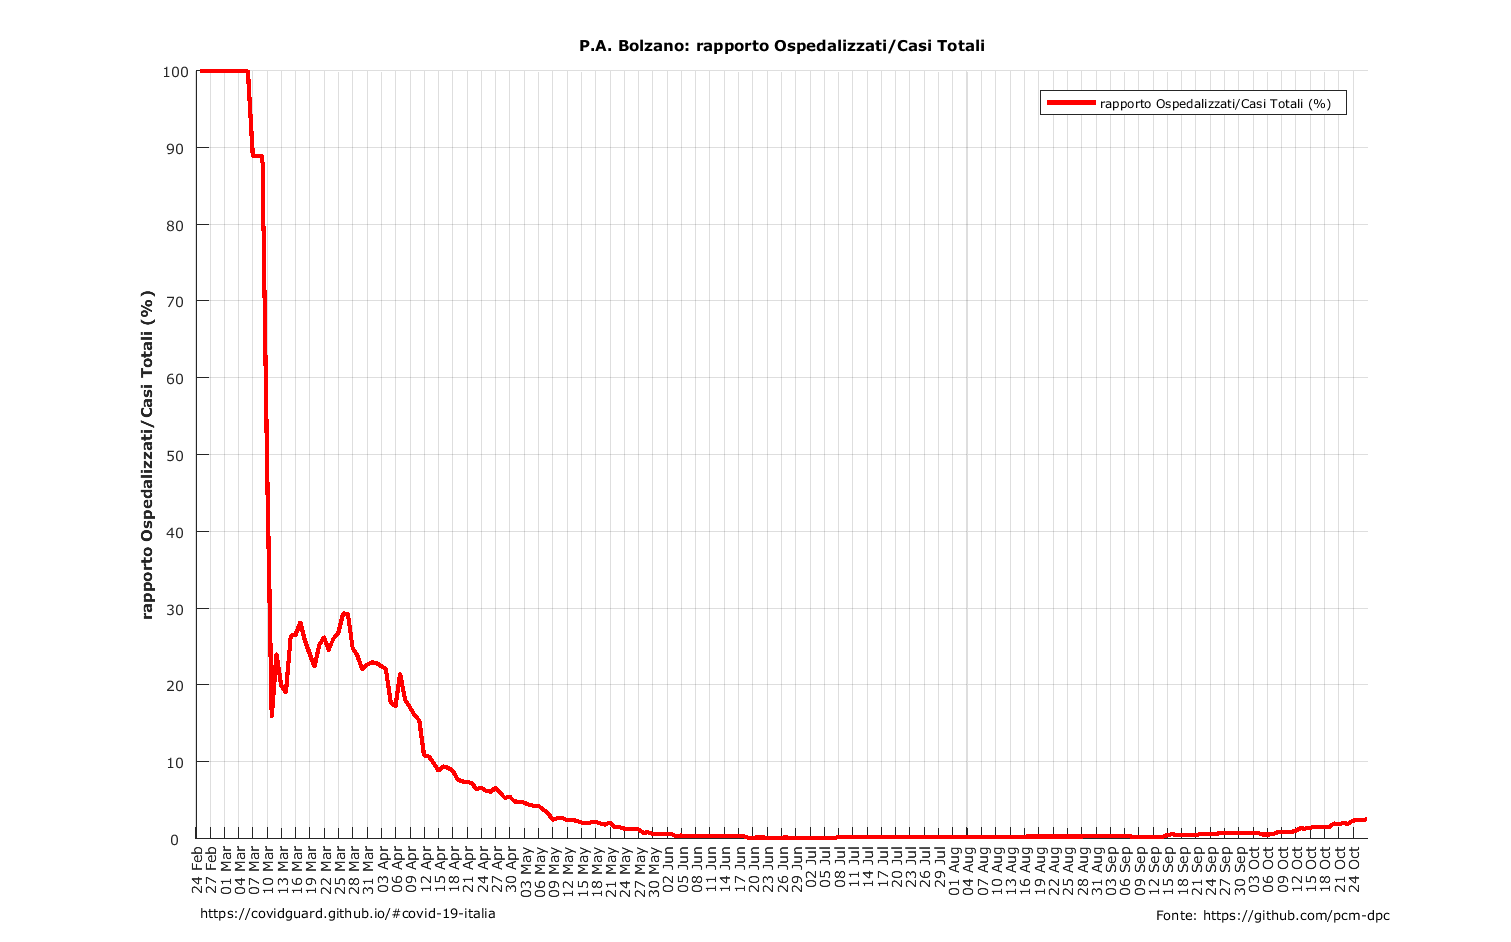 P.A. Bolzano: rapporto Ospedalizzati/Casi Totali
rapporto Ospedalizzati/Casi Totali (%)
rapporto Ospedalizzati/Casi Totali (%)
100
90
80
70
60
50
40
30
20
10
0
24 Feb
27 Feb
01 Mar
04 Mar
07 Mar
10 Mar
13 Mar
16 Mar
19 Mar
22 Mar
25 Mar
28 Mar
31 Mar
03 Apr
06 Apr
09 Apr
12 Apr
15 Apr
18 Apr
21 Apr
24 Apr
27 Apr
30 Apr
03 May
06 May
09 May
12 May
15 May
18 May
21 May
24 May
27 May
30 May
02 Jun
05 Jun
08 Jun
11 Jun
14 Jun
17 Jun
20 Jun
23 Jun
26 Jun
29 Jun
02 Jul
05 Jul
08 Jul
11 Jul
14 Jul
17 Jul
20 Jul
23 Jul
26 Jul
29 Jul
01 Aug
04 Aug
07 Aug
10 Aug
13 Aug
16 Aug
19 Aug
22 Aug
25 Aug
28 Aug
31 Aug
03 Sep
06 Sep
09 Sep
12 Sep
15 Sep
18 Sep
21 Sep
24 Sep
27 Sep
30 Sep
03 Oct
06 Oct
09 Oct
12 Oct
15 Oct
18 Oct
21 Oct
24 Oct
https://covidguard.github.io/#covid-19-italia
Fonte: https://github.com/pcm-dpc